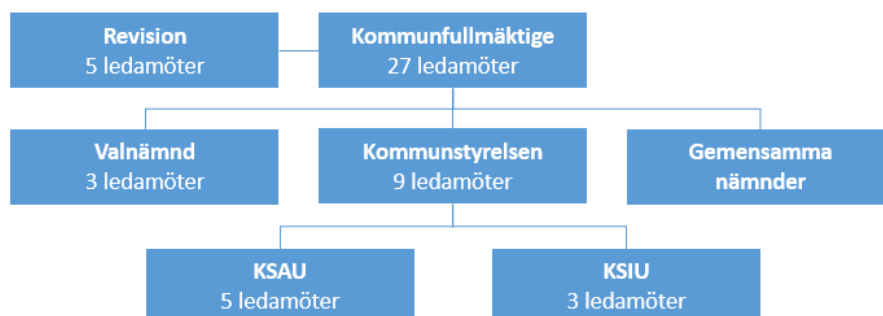 Revision
5 ledamöter
Kommunfullmäktige
27 ledamöter
Valnämnd
3 ledamöter
Kommunstyrelsen
9 ledamöter
Gemensamma
nämnder
KSAU
5 ledamöter
KSIU
3 ledamöter